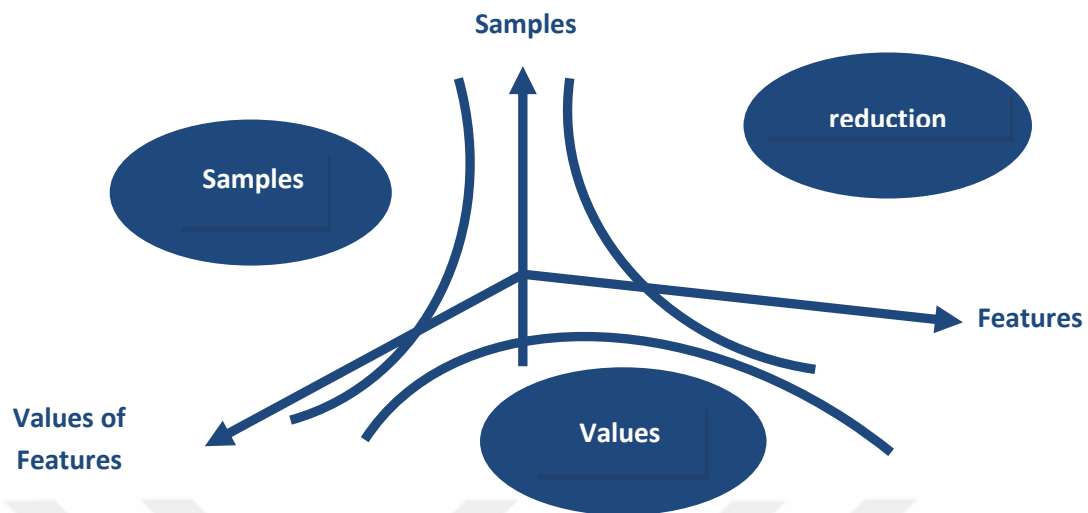 Samples
reduction
Samples
Features
Values of
Features
Values